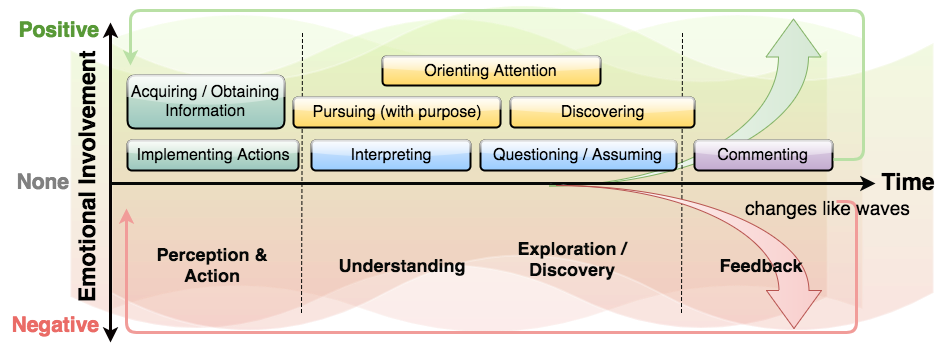 Positive
Emotional Involvement
None
Negative
Acquiring / Obtaining
Information
Orienting Attention
Pursuing (with purpose)
Discovering
Implementing Actions
Interpreting
Questioning / Assuming
Commenting
Time
changes like waves
Perception &
Action
Understanding
Exploration /
Discovery
Feedback